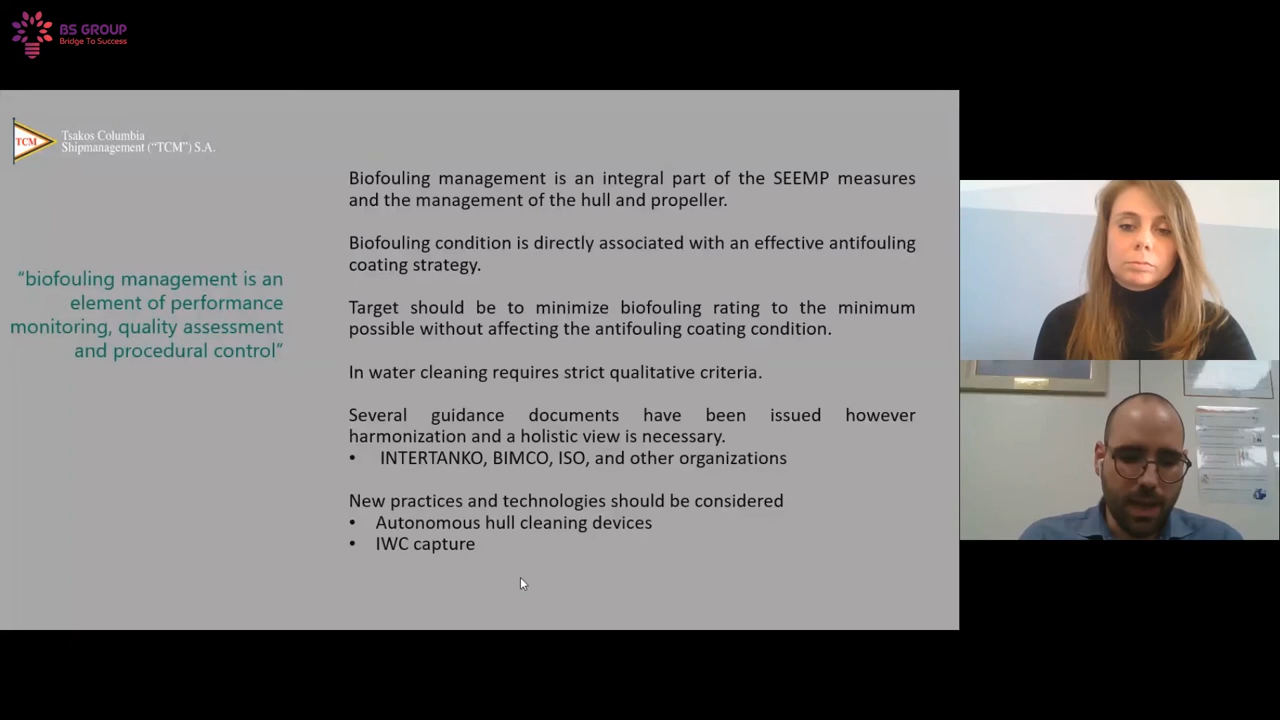 BS GROUP
Bridge To Success
TCM
Tsakos Columbia
Shipmanagement (“TCM”) S.A.
“biofouling management is an
element of performance
monitoring, quality assessment
and procedural control”
Biofouling management is an integral part of the SEEMP measures
and the management of the hull and propeller.
Biofouling condition is directly associated with an effective antifouling
coating strategy.
Target should be to minimize biofouling rating to the minimum
possible without affecting the antifouling coating condition.
In water cleaning requires strict qualitative criteria.
Several guidance documents have been issued however
harmonization and a holistic view is necessary.
• INTERTANKO, BIMCO, ISO, and other organizations
New practices and technologies should be considered
• Autonomous hull cleaning devices
• IWC capture